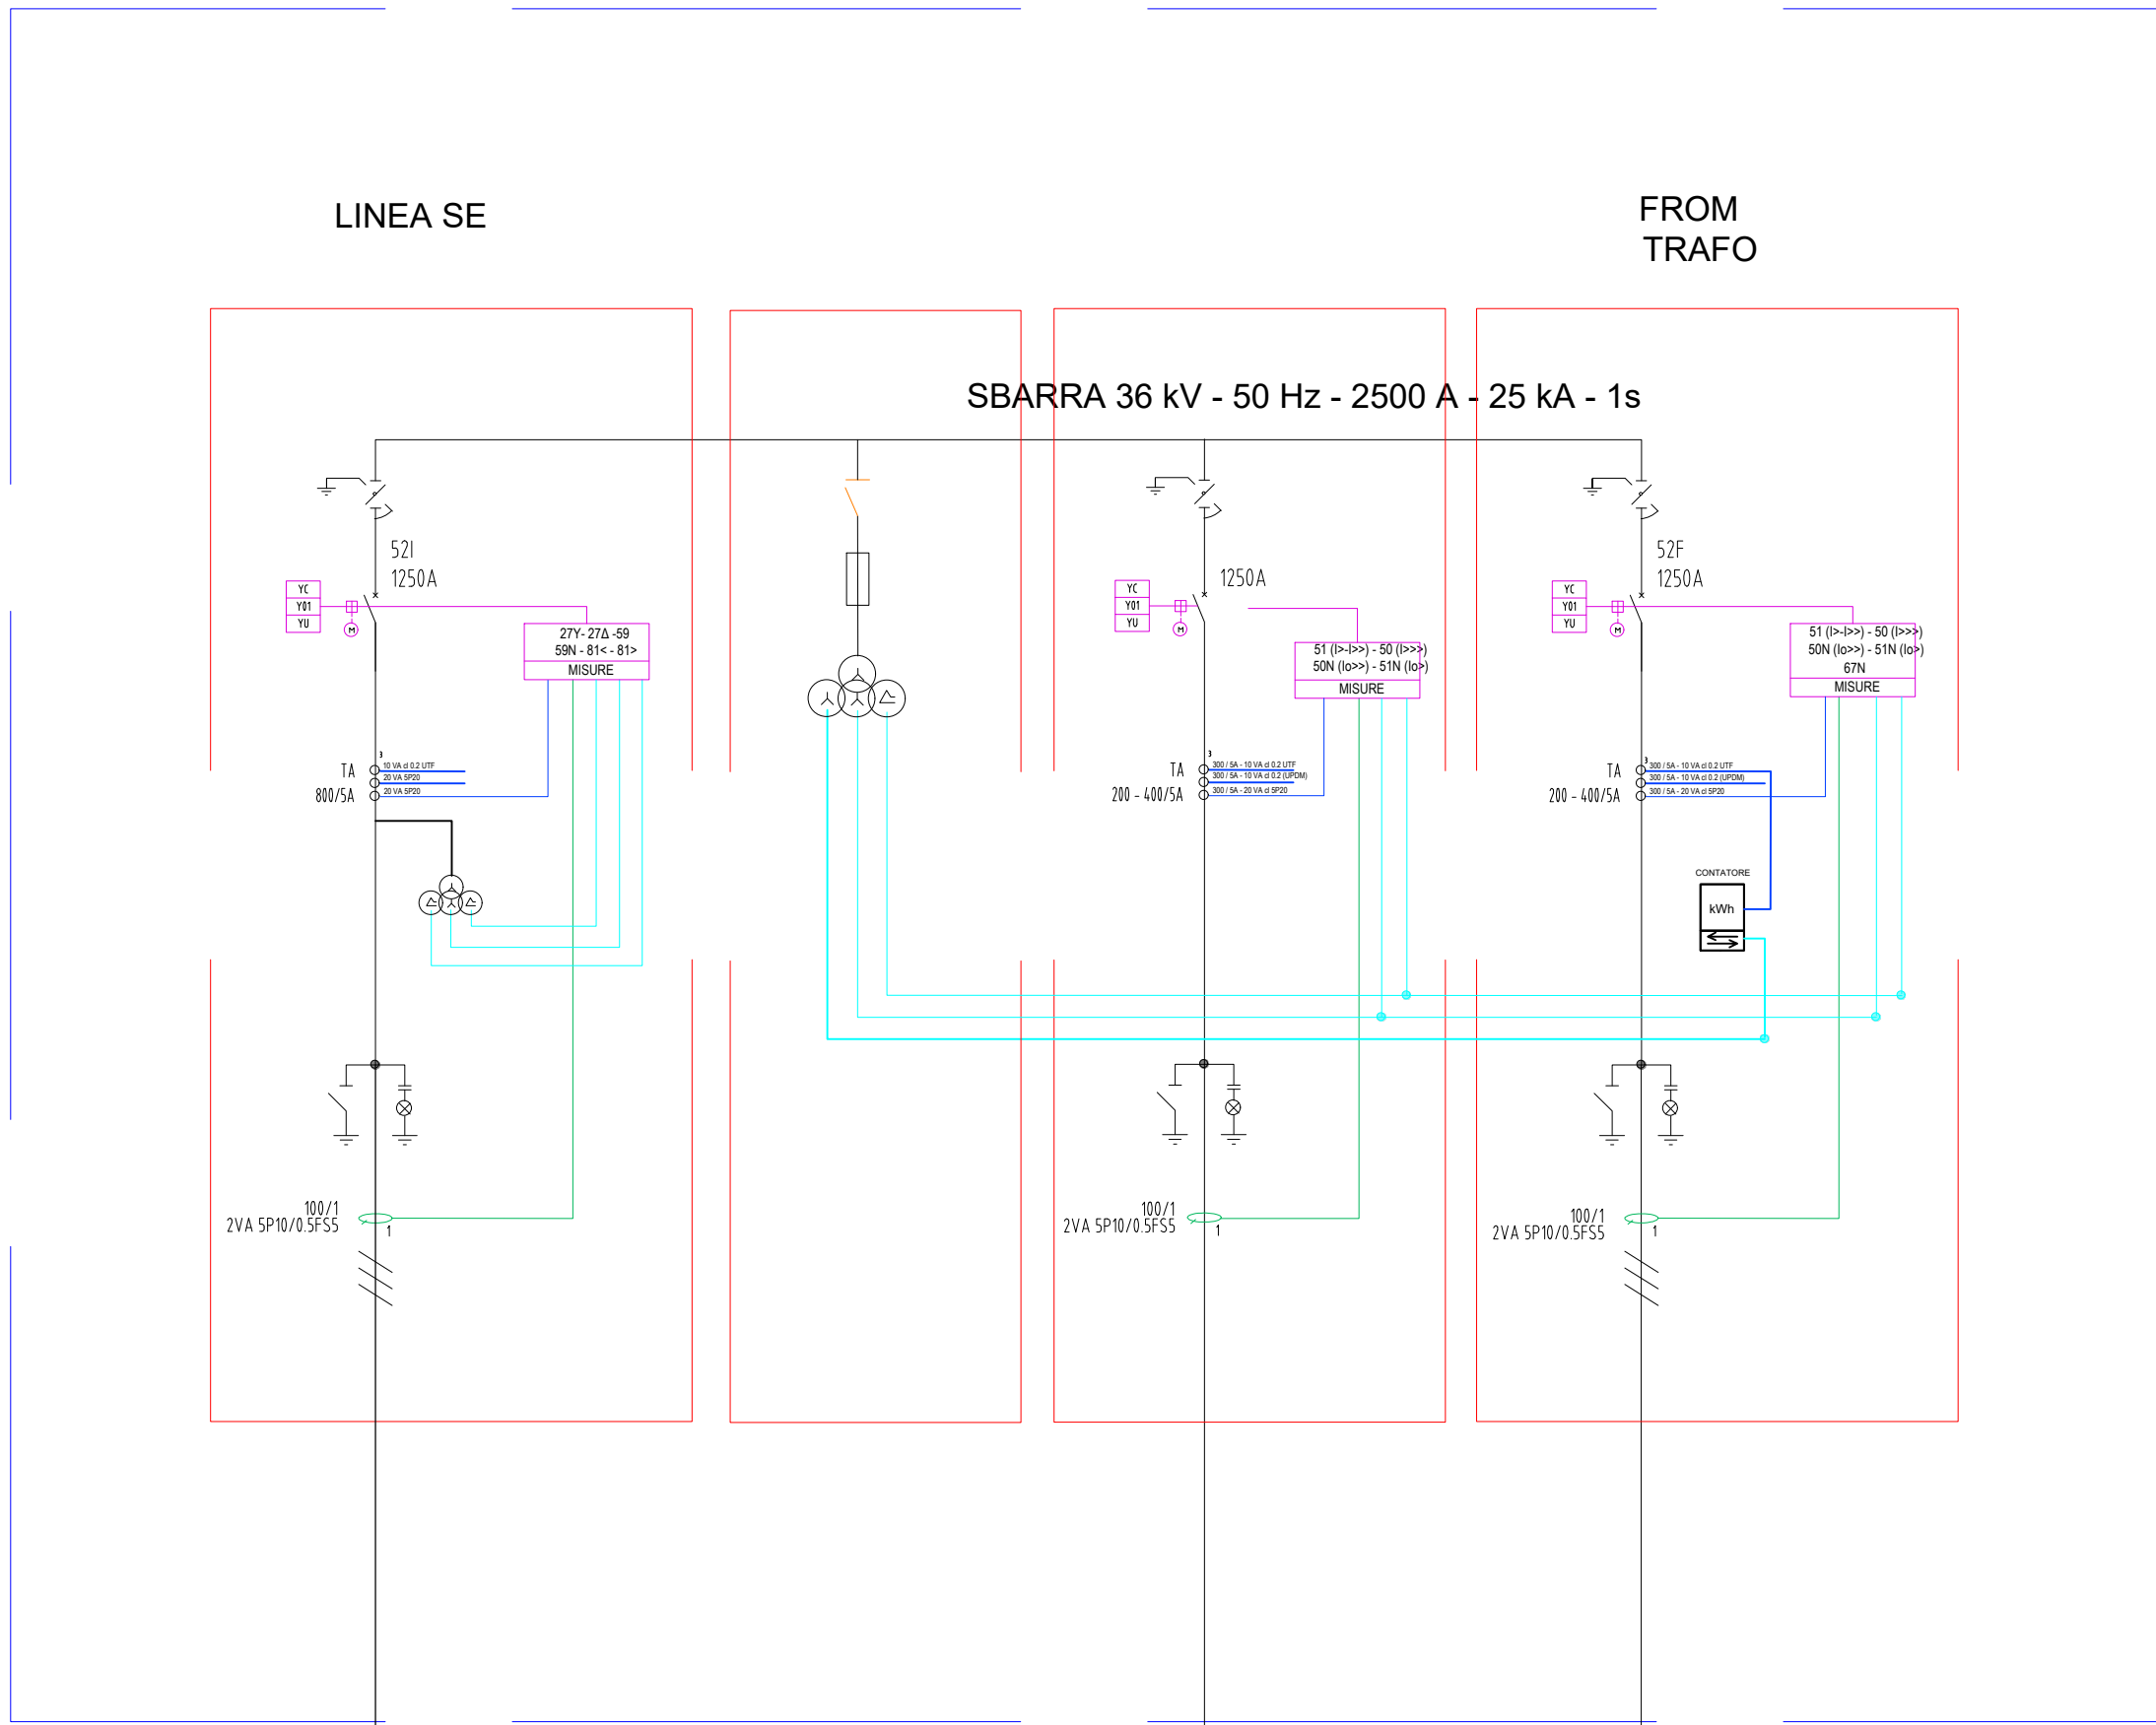 LINEA SE
FROM
TRAFO
SBARRA 36 kV - 50 Hz - 2500 A - 25 kA - 1s
52I
1250A
YC
Y01
YU
M
27Y- 27Δ -59
59N - 81< - 81>
MISURE
TA
800/5A
3
10 VA cl 0.2 UTF
20 VA 5P20
20 VA 5P20
100/1
2VA 5P10/0.5FS5
1
1250A
YC
Y01
YU
M
51 (I>-I>>) - 50 (I>>>)
50N (Io>>) - 51N (Io>)
MISURE
TA
200 - 400/5A
3
300 / 5A - 10 VA cl 0.2 UTF
300 / 5A - 10 VA cl 0.2 (UPDM)
300 / 5A - 20 VA cl 5P20
100/1
2VA 5P10/0.5FS5
1
52F
1250A
YC
Y01
YU
M
51 (I>-I>>) - 50 (I>>>)
50N (Io>>) - 51N (Io>)
67N
MISURE
TA
200 - 400/5A
3
300 / 5A - 10 VA cl 0.2 UTF
300 / 5A - 10 VA cl 0.2 (UPDM)
300 / 5A - 20 VA cl 5P20
CONTATORE
kWh
100/1
2VA 5P10/0.5FS5
1